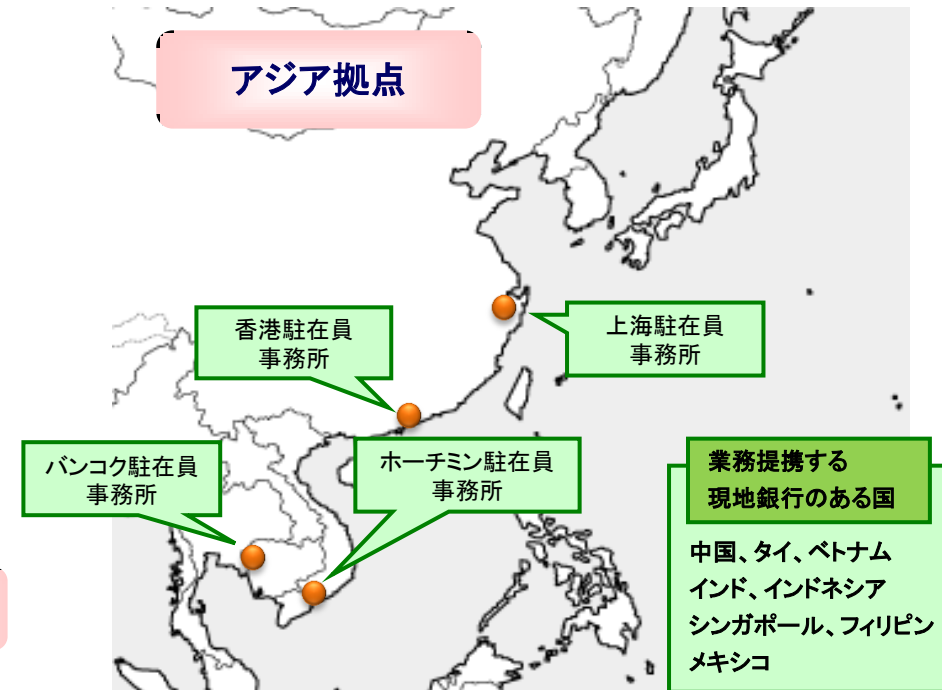 アジア拠点
香港駐在員
事務所
上海駐在員
事務所
バンコク駐在員
事務所
ホーチミン駐在員
事務所
業務提携する
現地銀行のある国
中国、タイ、ベトナム
インド、インドネシア
シンガポール、フィリピン
メキシコ